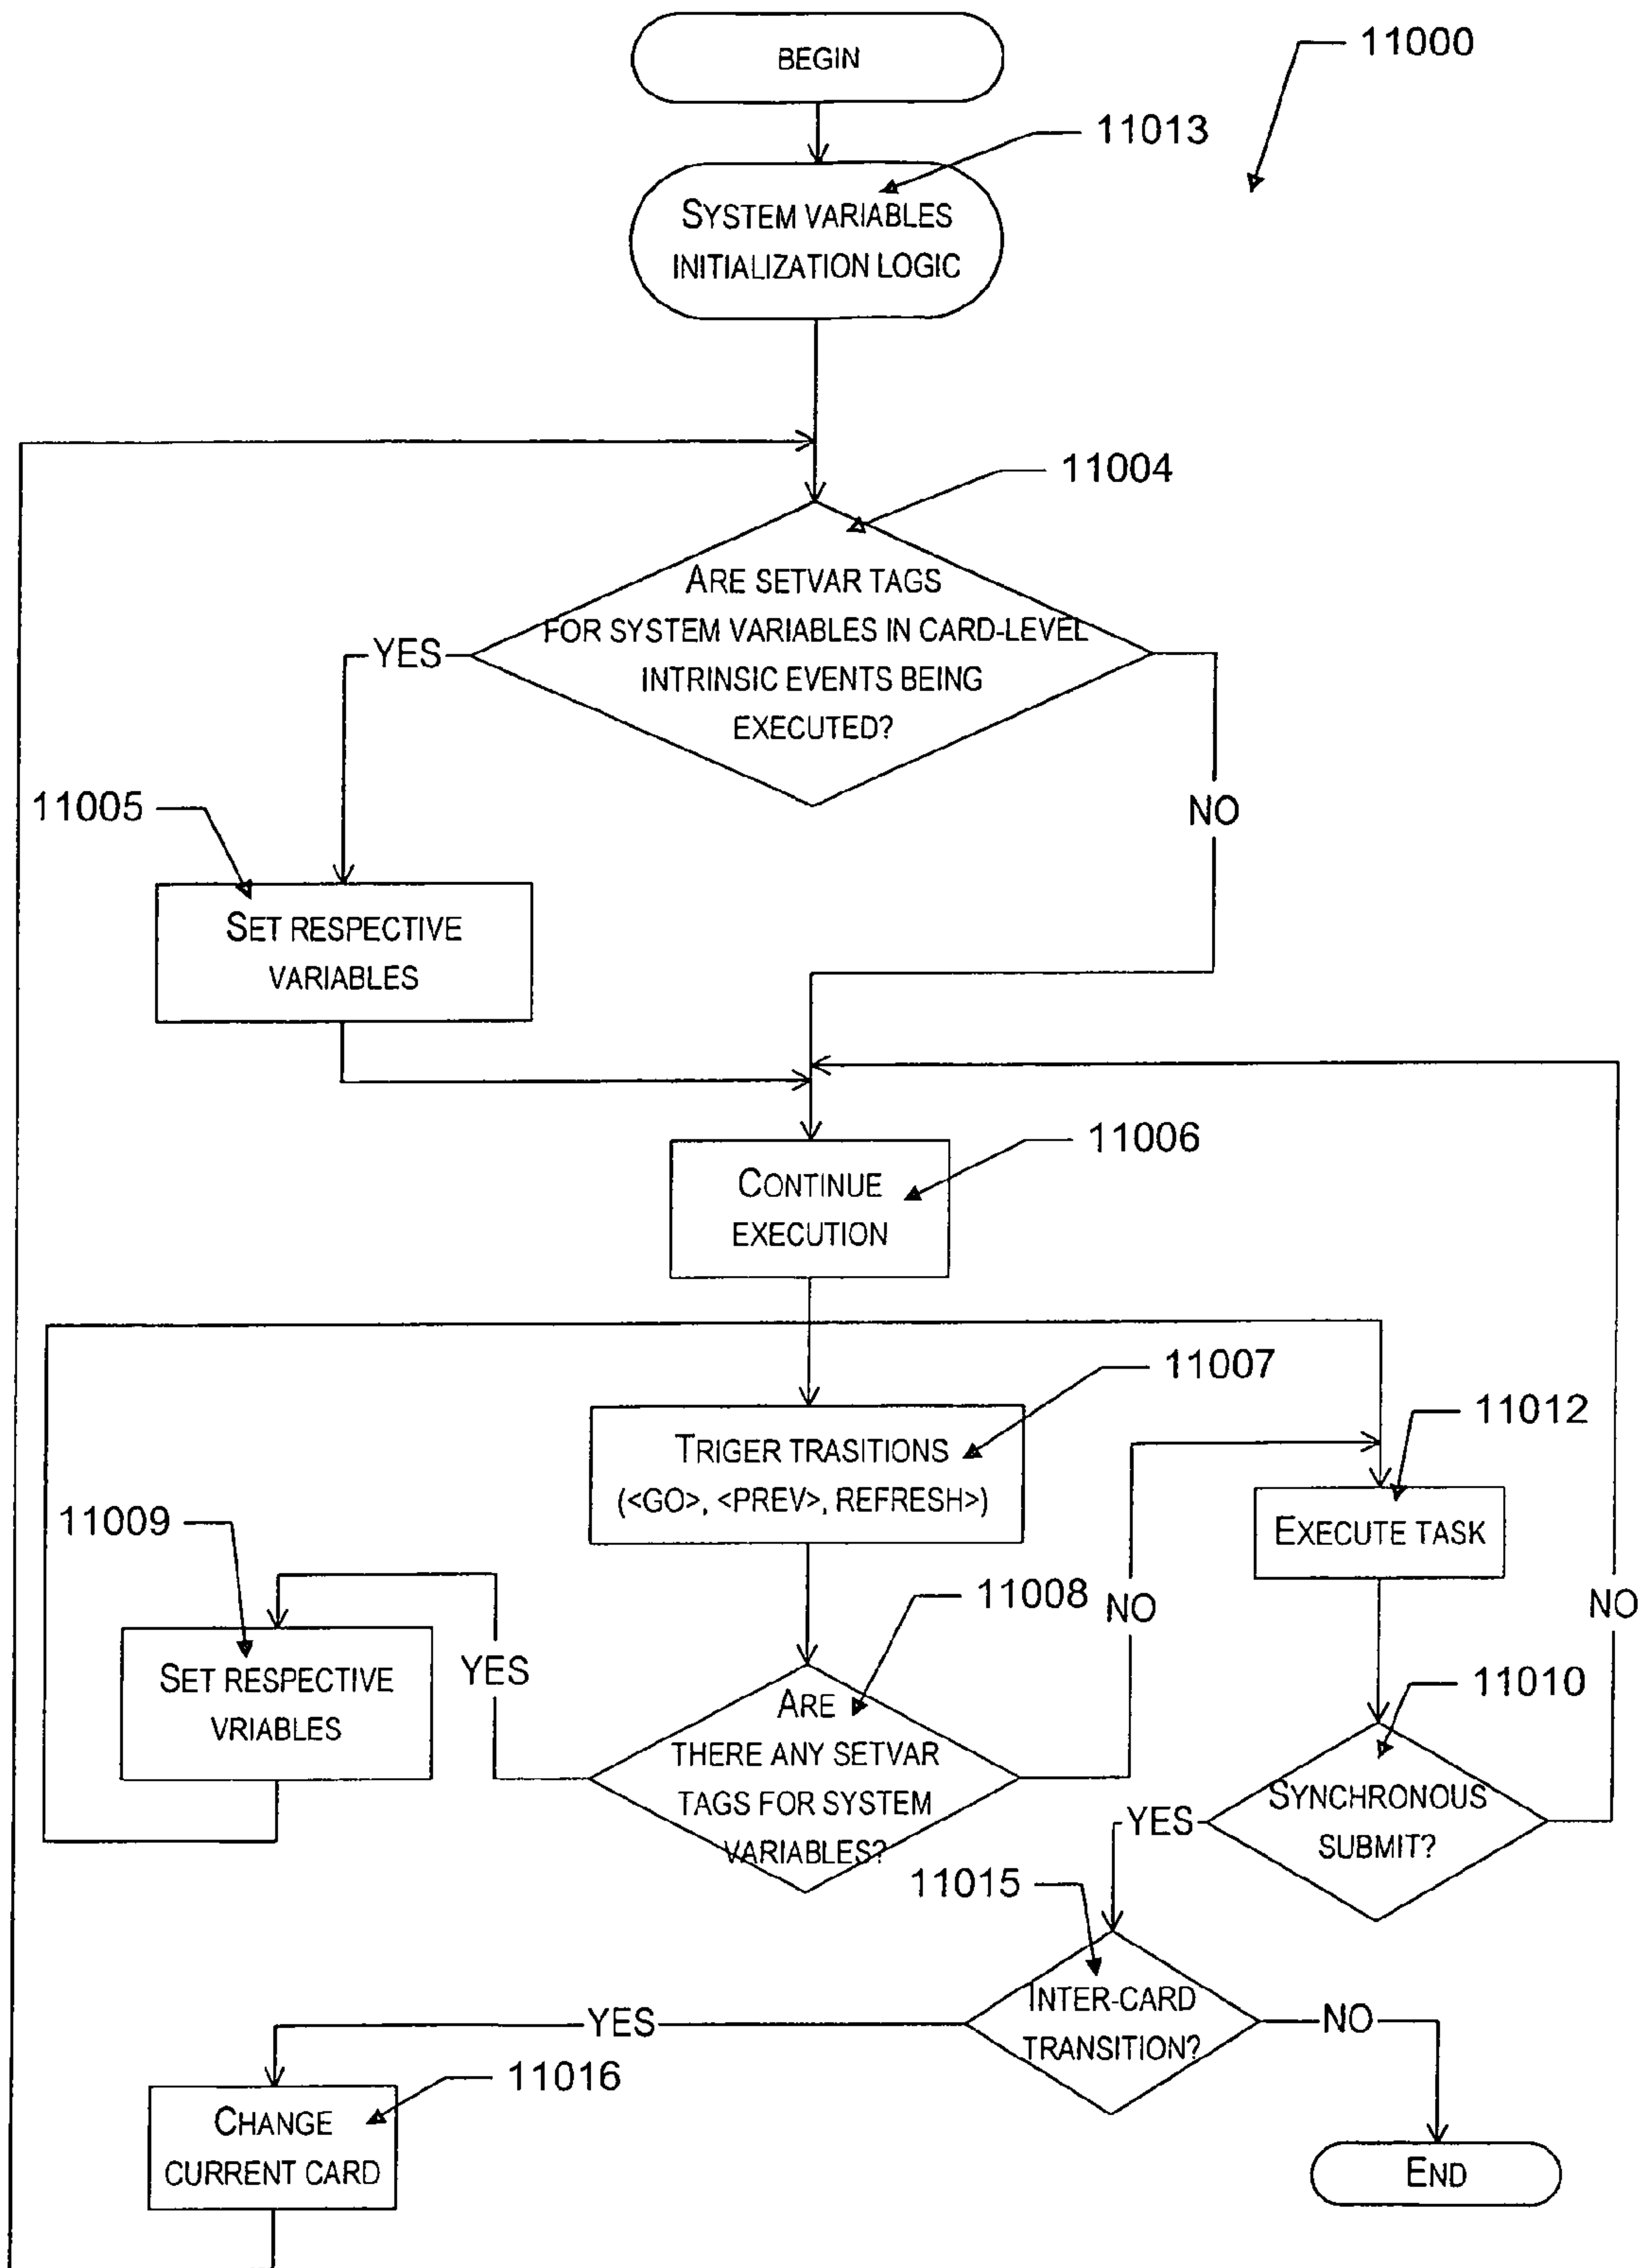 BEGIN
11000
11013
SYSTEM VARIABLES
INITIALIZATION LOGIC
11004
ARE SETVAR TAGS
FOR SYSTEM VARIABLES IN CARD-LEVEL
INTRINSIC EVENTS BEING
EXECUTED?
YES
NO
11005
SET RESPECTIVE
VARIABLES
11006
CONTINUE
EXECUTION
11007
TRIGER TRASITIONS
(<GO>, <PREV>, REFRESH>)
11012
EXECUTE TASK
11009
SET RESPECTIVE
VRIABLES
YES
11008
ARE
THERE ANY SETVAR
TAGS FOR SYSTEM
VARIABLES?
NO
NO
11010
SYNCHRONOUS
SUBMIT?
YES
11015
INTER-CARD
TRANSITION?
YES
NO
11016
CHANGE
CURRENT CARD
END